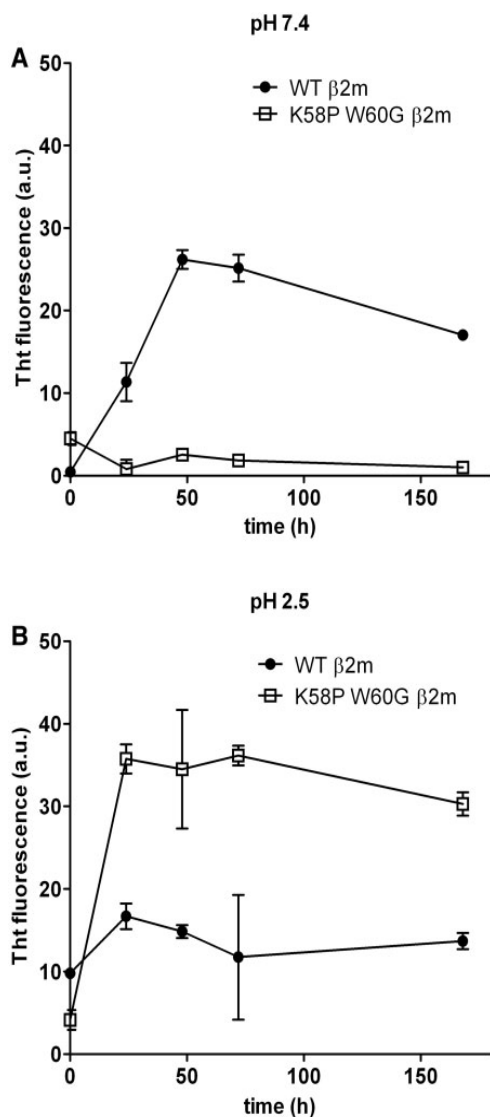 pH 7.4
A
50
40
30
20
10
0
Tht fluorescence (a.u.)
WT β2m
K58P W60G β2m
0 50 100 150
time (h)
pH 2.5
B
50
40
30
20
10
0
Tht fluorescence (a.u.)
WT β2m
K58P W60G β2m
0 50 100 150
time (h)